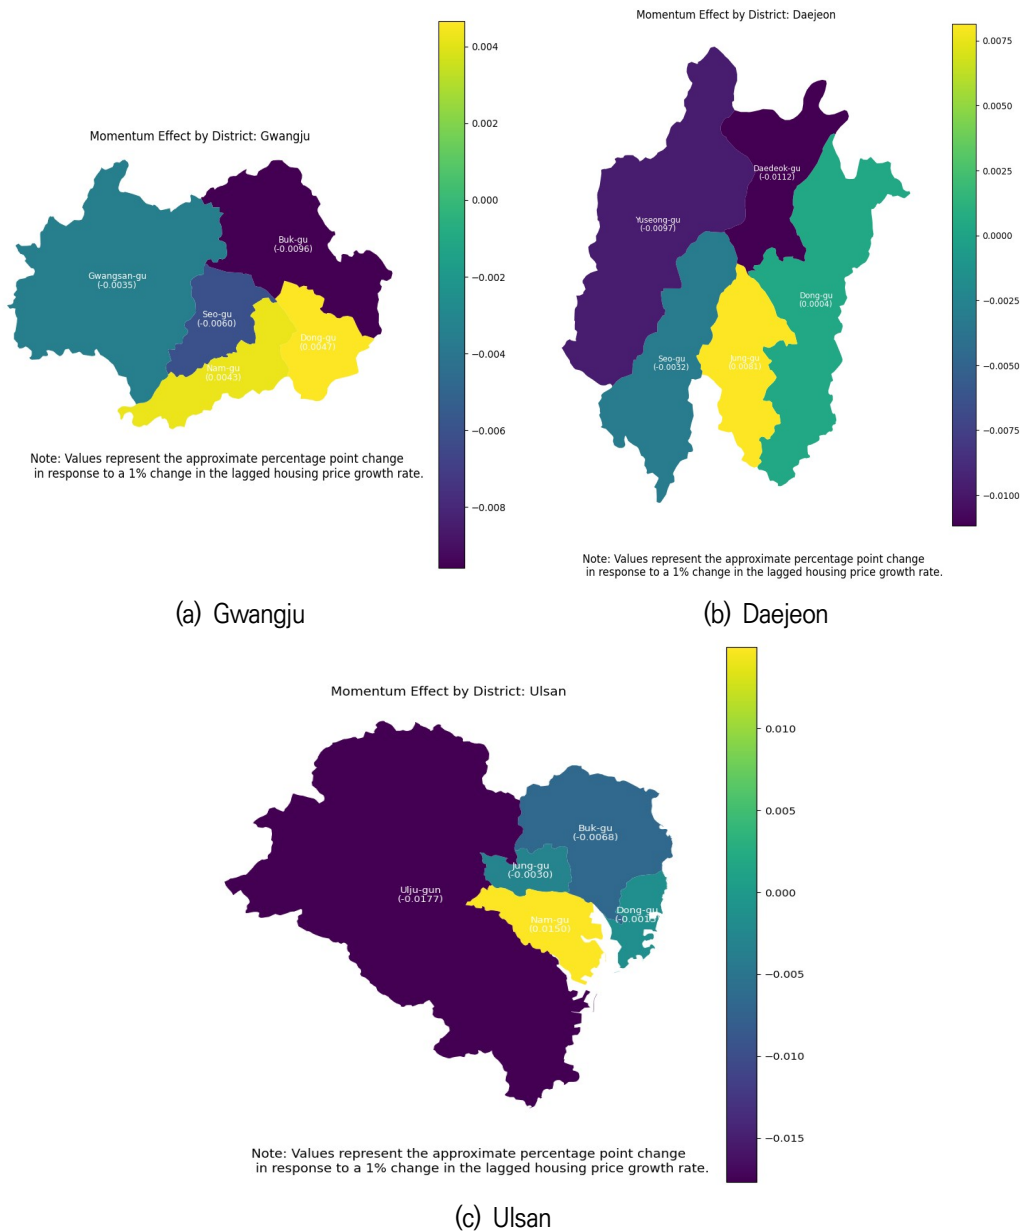 Momentum Effect by District: Gwangju
0.004
0.002
0.000
−0.002
−0.004
−0.006
−0.008
Buk-gu
(-0.0096)
Gwangsan-gu
(-0.0035)
Seo-gu
(-0.0060)
Dong-gu
(0.0047)
Nam-gu
(0.0043)
Note: Values represent the approximate percentage point change
in response to a 1% change in the lagged housing price growth rate.
(a) Gwangju
Momentum Effect by District: Daejeon
0.0075
0.0050
0.0025
0.0000
−0.0025
−0.0050
−0.0075
−0.0100
Daedeok-gu
(-0.0112)
Yuseong-gu
(-0.0097)
Dong-gu
(0.0004)
Seo-gu
(-0.0032)
Jung-gu
(0.0081)
Note: Values represent the approximate percentage point change
in response to a 1% change in the lagged housing price growth rate.
(b) Daejeon
Momentum Effect by District: Ulsan
0.010
0.005
0.000
−0.005
−0.010
−0.015
Buk-gu
(-0.0068)
Jung-gu
(-0.0030)
Ulju-gun
(-0.0177)
Dong-gu
Nam-gu
(0.0150)
Note: Values represent the approximate percentage point change
in response to a 1% change in the lagged housing price growth rate.
(c) Ulsan